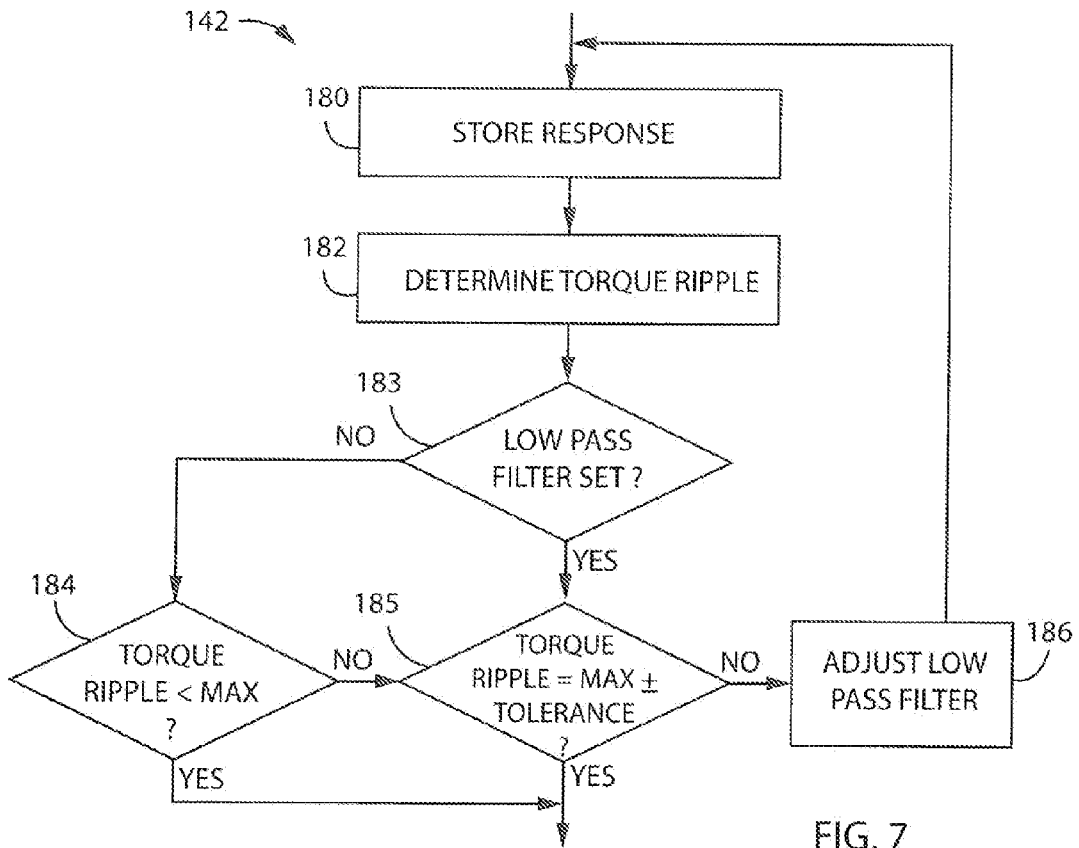 142
180
STORE RESPONSE
182
DETERMINE TORQUE RIPPLE
183
NO
LOW PASS
FILTER SET ?
YES
184
TORQUE
RIPPLE < MAX
?
NO
YES
185
TORQUE
RIPPLE = MAX ±
TOLERANCE
?
NO
YES
186
ADJUST LOW
PASS FILTER
FIG. 7